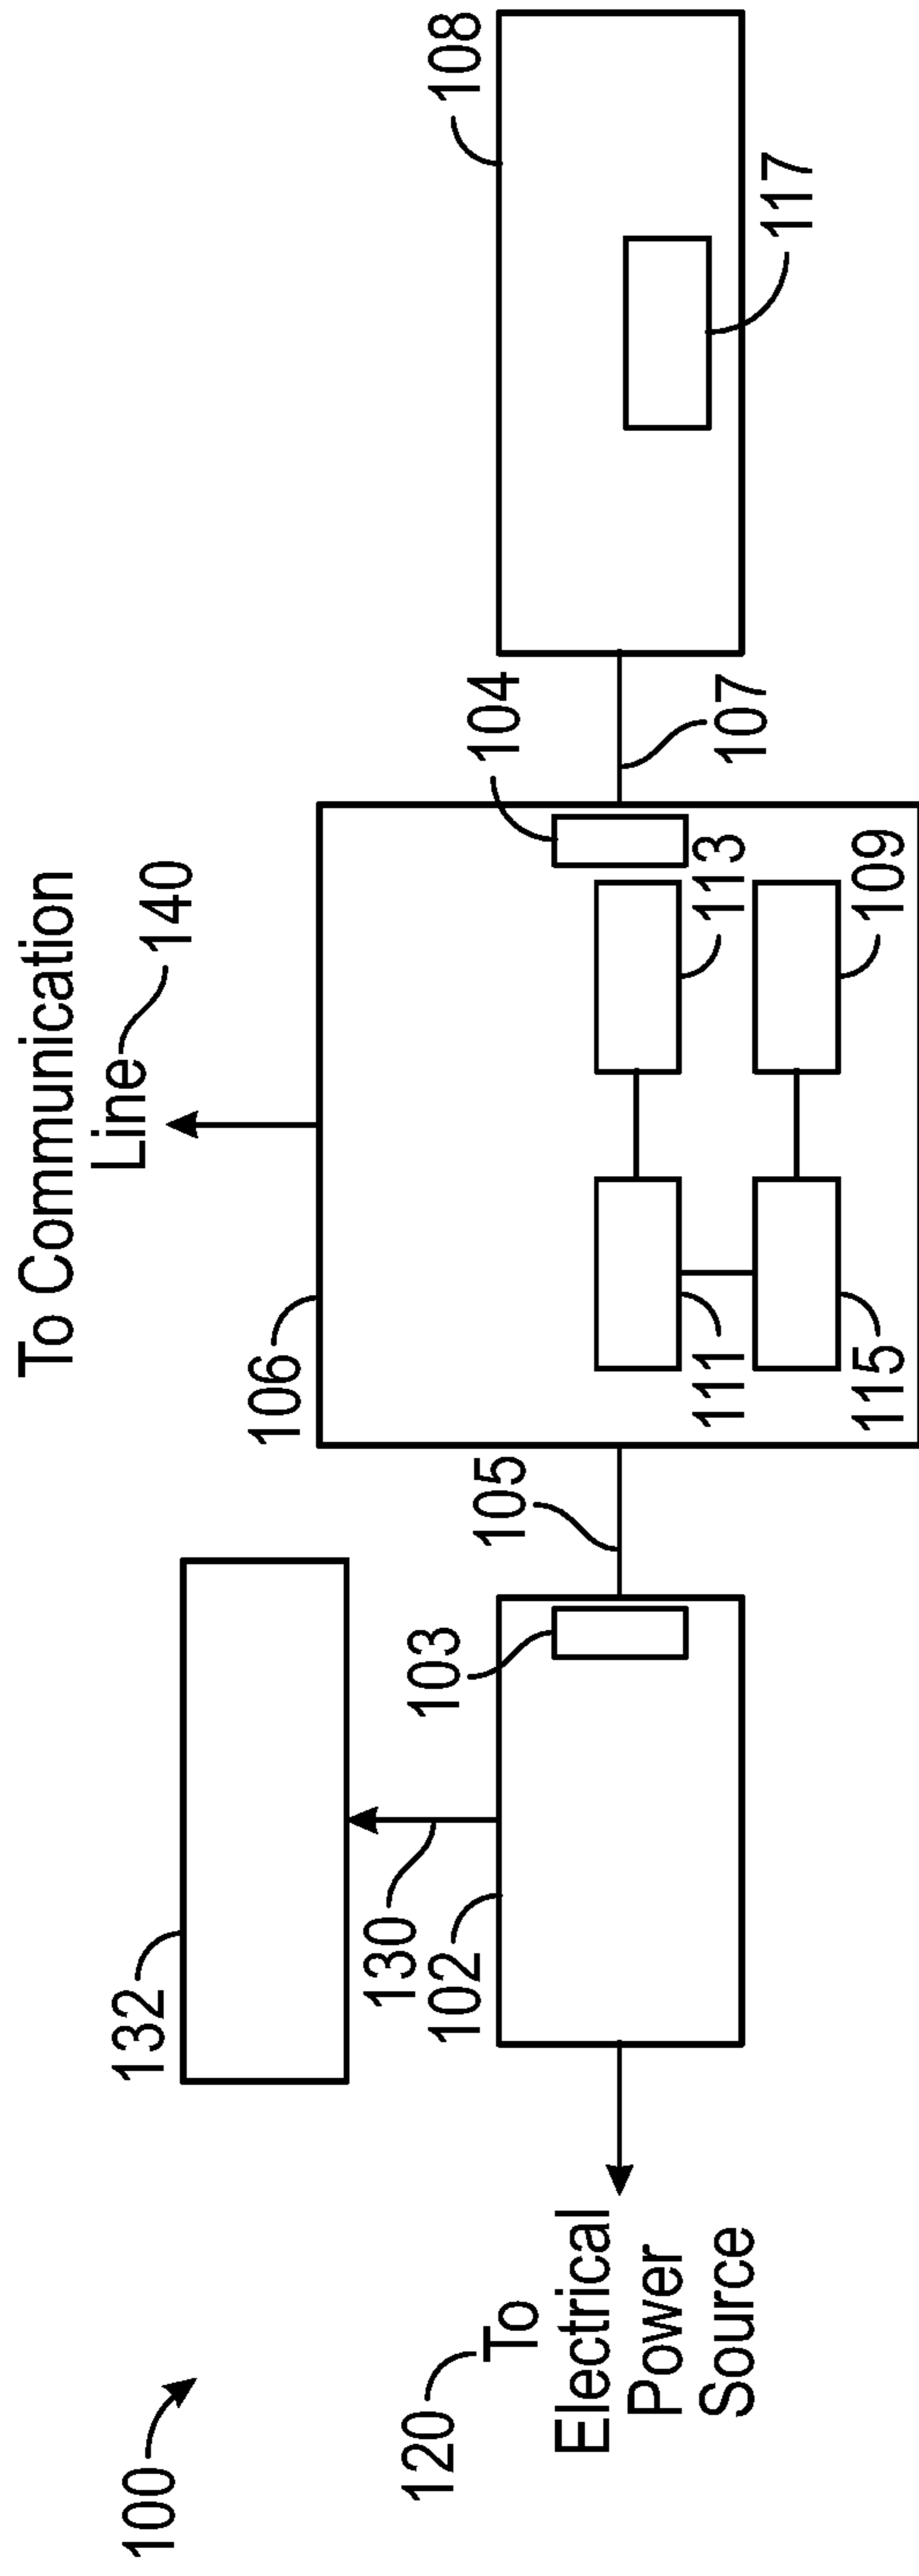 To Communication
Line
140
106
104
108
132
103
105
107
117
130
102
111
113
115
109
100
120
To
Electrical
Power
Source